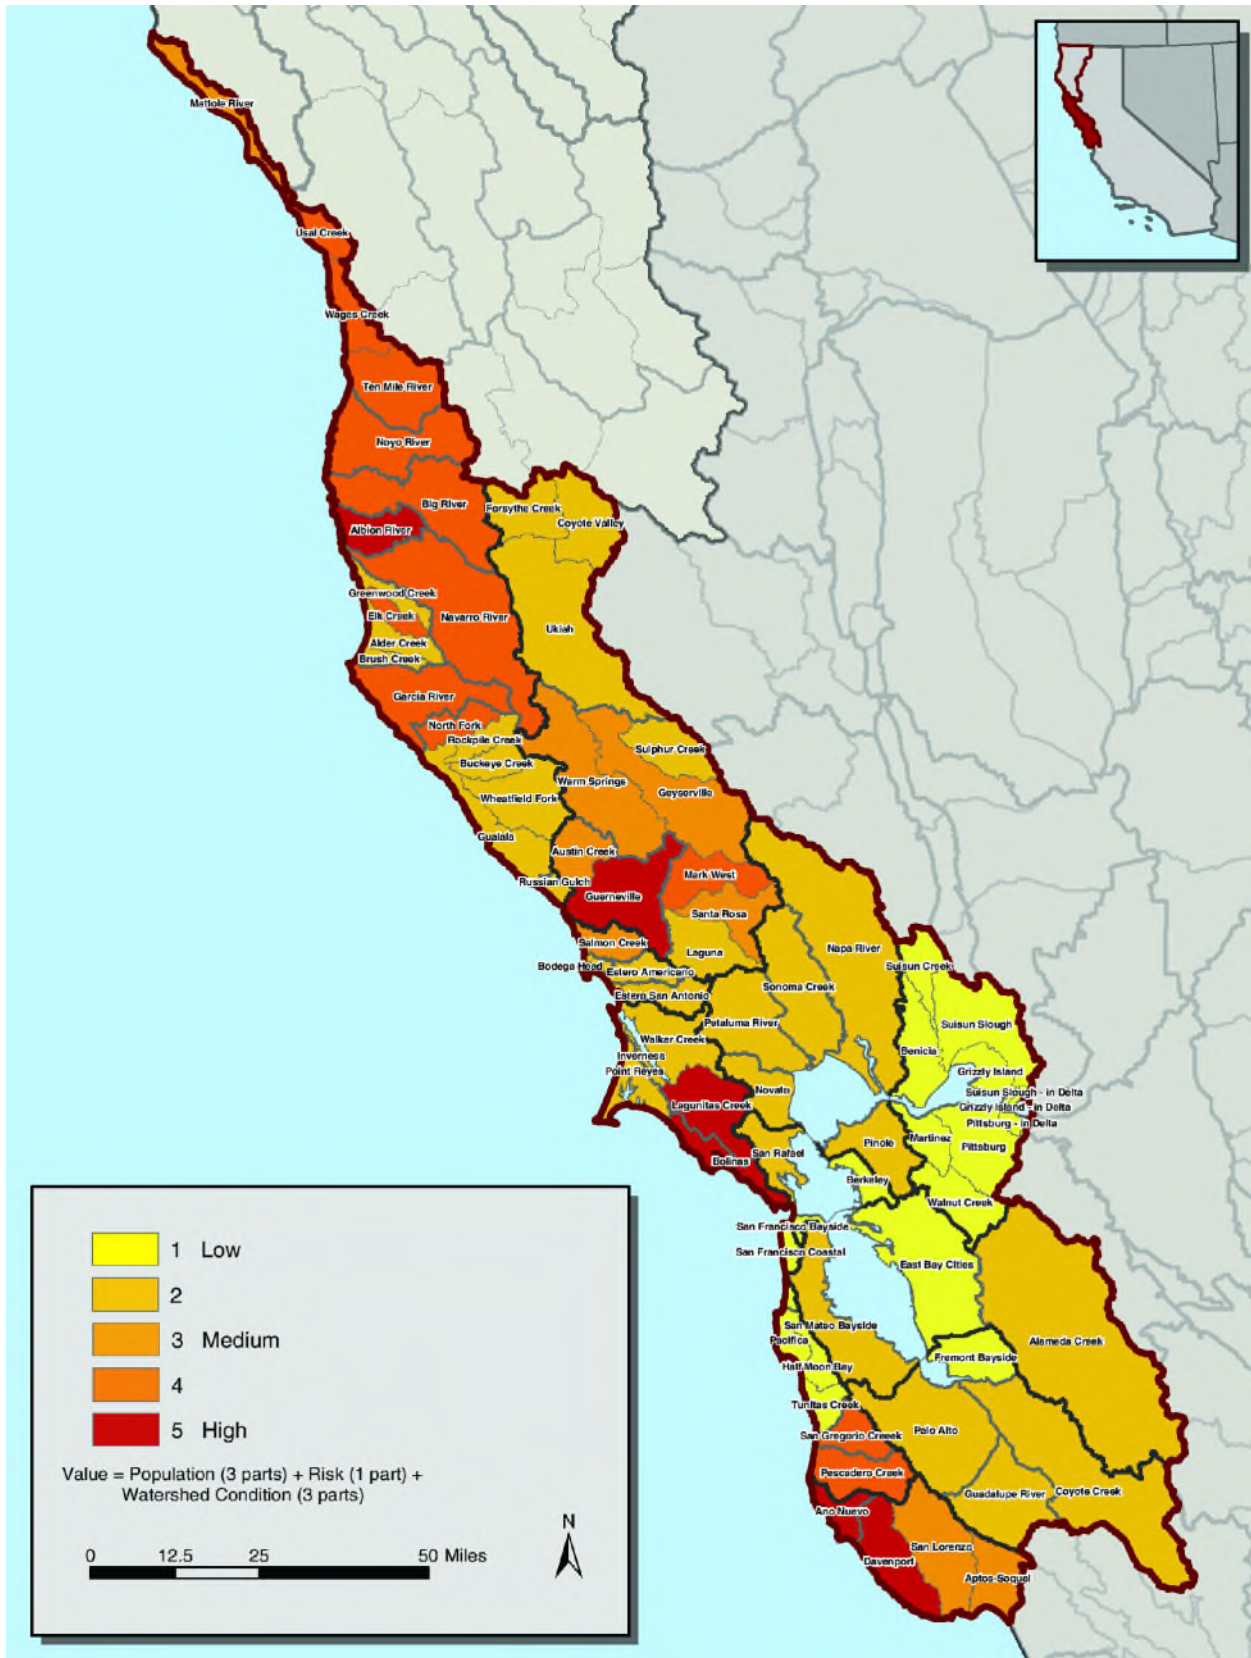 Mattole River
Usal Creek
Wages Creek
Ten Mile River
Noyo River
Big River
Forsythe Creek
Coyote Valley
Albion River
Greenwood Creek
Elk Creek
Navarro River
Ukiah
Alder Creek
Brush Creek
Garcia River
North Fork
Rockpile Creek
Sulphur Creek
Buckeye Creek
Warm Springs
Geyserville
Wheatfield Fork
Gualala
Austin Creek
Mark West
Russian Gulch
Guerneville
Santa Rosa
Salmon Creek
Laguna
Napa River
Bodega Head
Estero Americano
Suisun Creek
Sonoma Creek
Estero San Antonio
Petaluma River
Suisun Slough
Walker Creek
Benicia
Inverness
Point Reyes
Grizzly Island
Novato
Suisun Slough - in Delta
Lagunitas Creek
Grizzly Island - in Delta
Pittsburg - in Delta
Martinez
Pinole
Pittsburg
San Rafael
Bolinas
Berkeley
Walnut Creek
San Francisco Bayside
San Francisco Coastal
East Bay Cities
San Mateo Bayside
Pacifica
Alameda Creek
Fremont Bayside
Half Moon Bay
Tunitas Creek
Palo Alto
San Gregorio Creeek
Pescadero Creek
Guadalupe River
Coyote Creek
Ano Nuevo
San Lorenzo
Davenport
Aptos-Soquel
1 Low
2
3 Medium
4
5 High
Value = Population (3 parts) + Risk (1 part) +
Watershed Condition (3 parts)
N
0 12.5 25 50 Miles